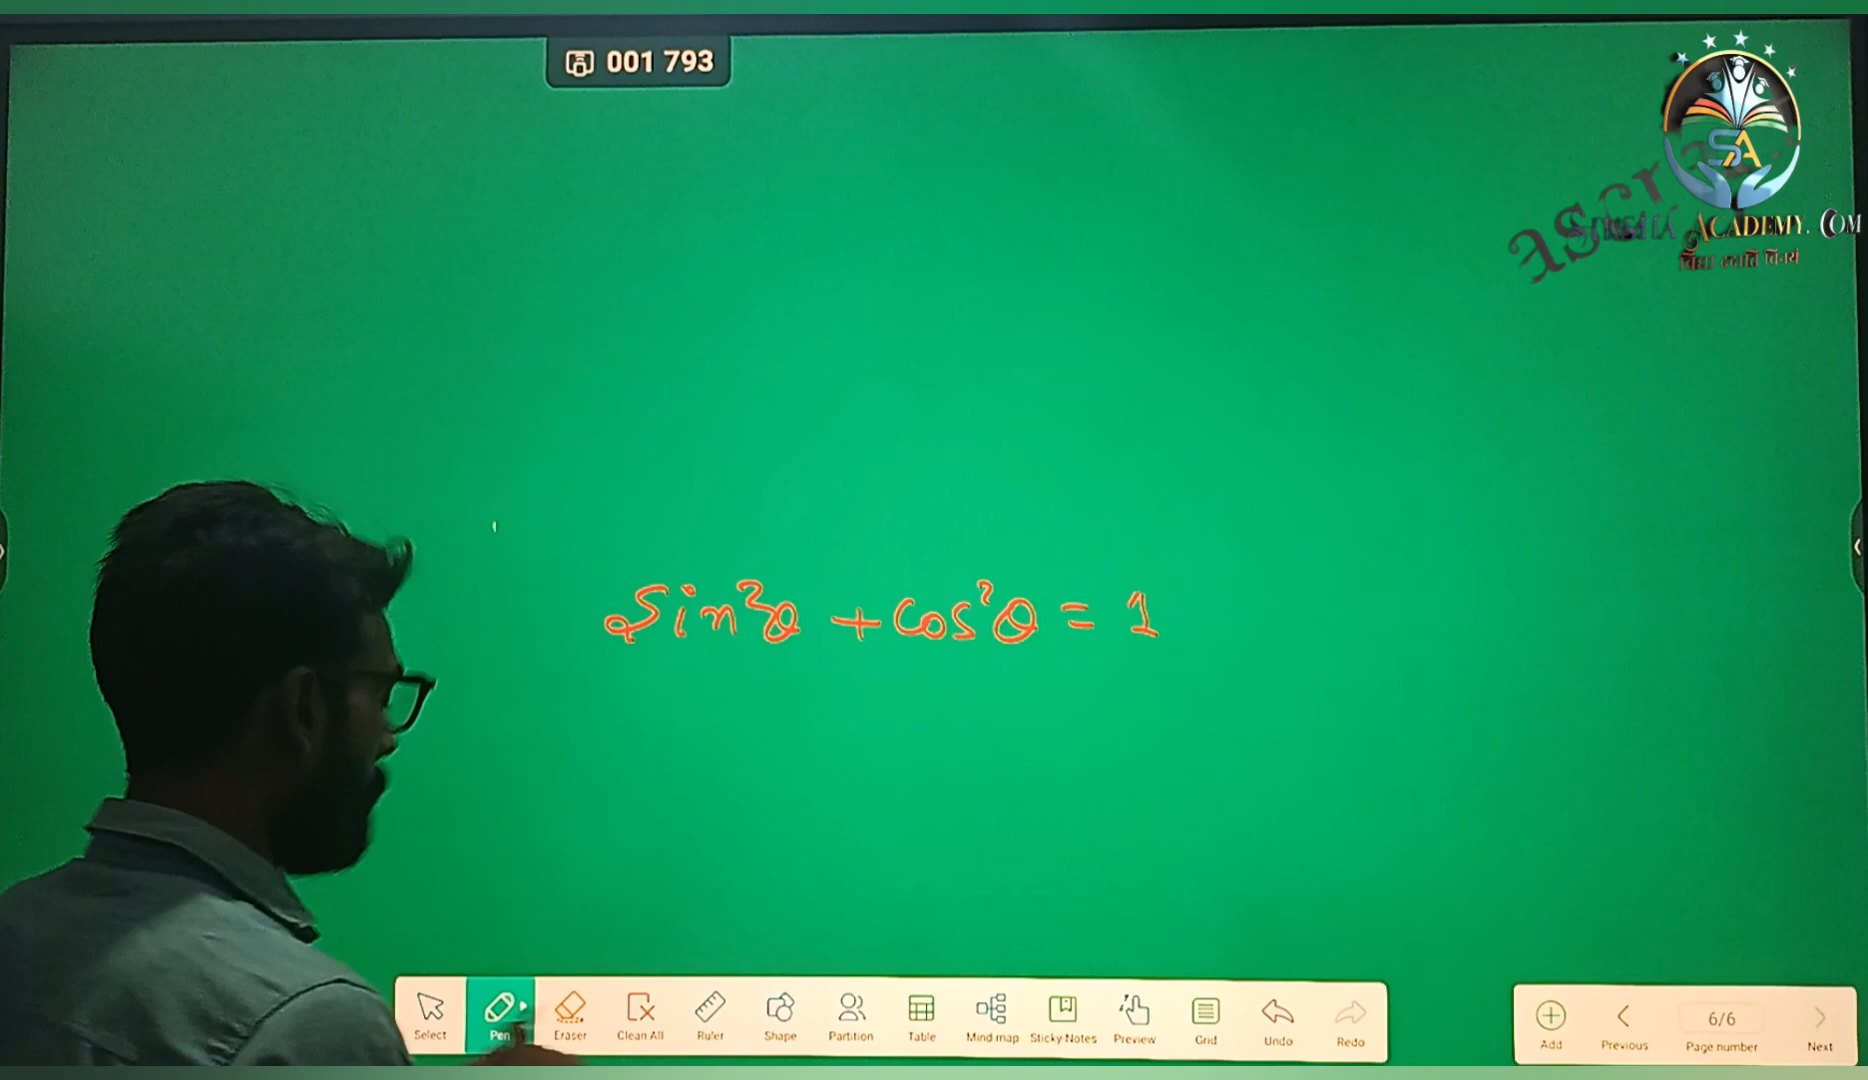 001 793
SA
ACADEMY. COM
sin²θ + cos²θ = 1
Select
Pen
Eraser
Clean All
Ruler
Shape
Partition
Table
Mind map
Sticky Notes
Preview
Grid
Undo
Redo
Add
Previous
6/6
Page number
Next